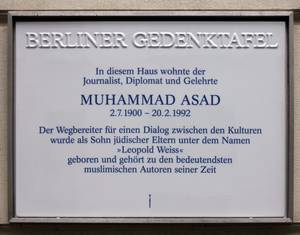 BERLINER GEDENKTAFEL
In diesem Haus wohnte der
Journalist, Diplomat und Gelehrte
MUHAMMAD ASAD
2.7.1900 – 20.2.1992
Der Wegbereiter für einen Dialog zwischen den Kulturen
wurde als Sohn jüdischer Eltern unter dem Namen
»Leopold Weiss«
geboren und gehört zu den bedeutendsten
muslimischen Autoren seiner Zeit